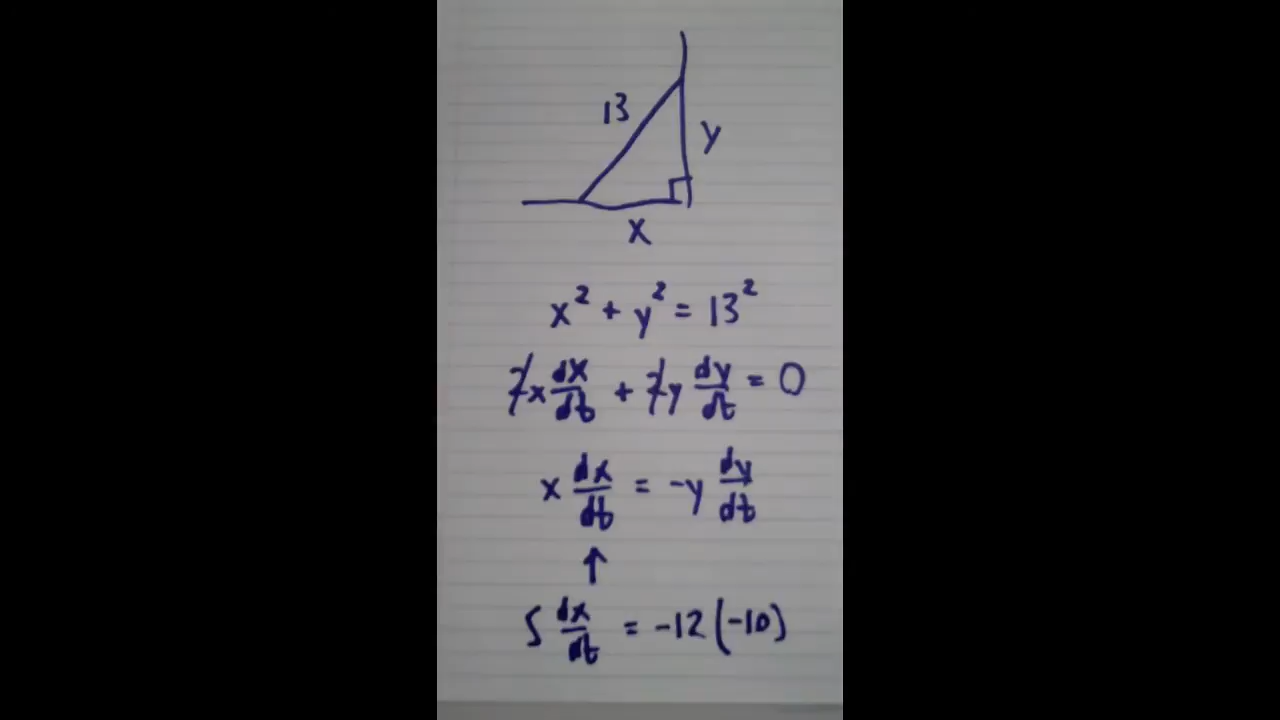 13
y
x
x² + y² = 13²
2x dx/dt + 2y dy/dt = 0
x dx/dt = -y dy/dt
↑
5 dx/dt = -12(-10)